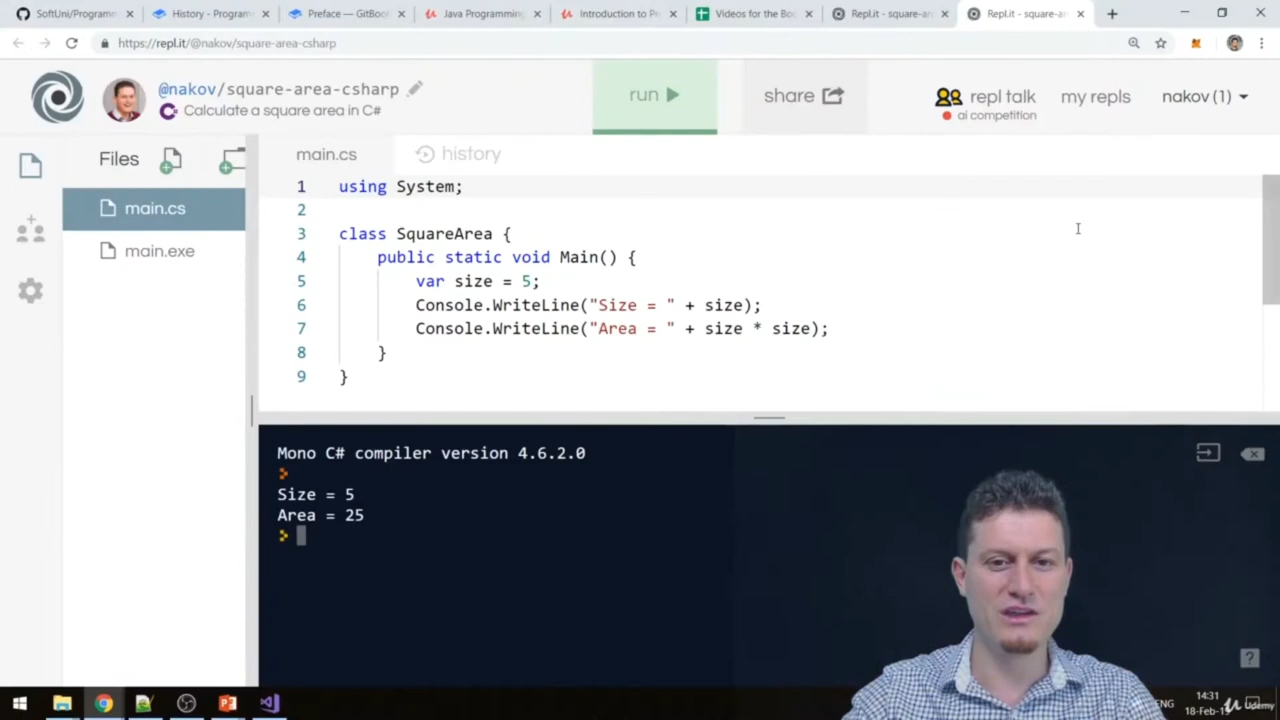 SoftUni/Programm
History - Program
Preface — GitBoo
Java Programming
Introduction to P
Videos for the Bo
Repl.it - square-ar
Repl.it - square-ar
https://repl.it/@nakov/square-area-csharp
@nakov/square-area-csharp
Calculate a square area in C#
run
share
repl talk
ai competition
my repls
nakov (1)
Files
main.cs
main.exe
main.cs
history
1 using System;
2
3 class SquareArea {
4 public static void Main() {
5 var size = 5;
6 Console.WriteLine("Size = " + size);
7 Console.WriteLine("Area = " + size * size);
8 }
9 }
Mono C# compiler version 4.6.2.0
>
Size = 5
Area = 25
>
?
ENG
14:31
18-Feb-1
Udemy